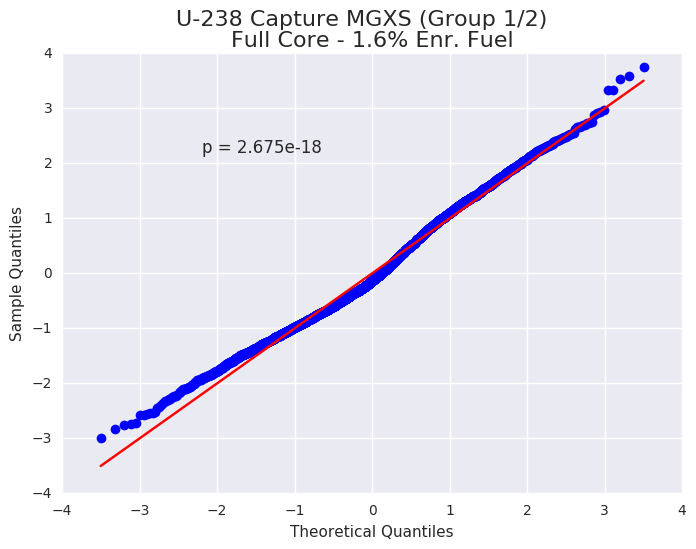 U-238 Capture MGXS (Group 1/2)
Full Core - 1.6% Enr. Fuel
4
3
2
1
0
−1
−2
−3
−4
p = 2.675e-18
Sample Quantiles
−4 −3 −2 −1 0 1 2 3 4
Theoretical Quantiles